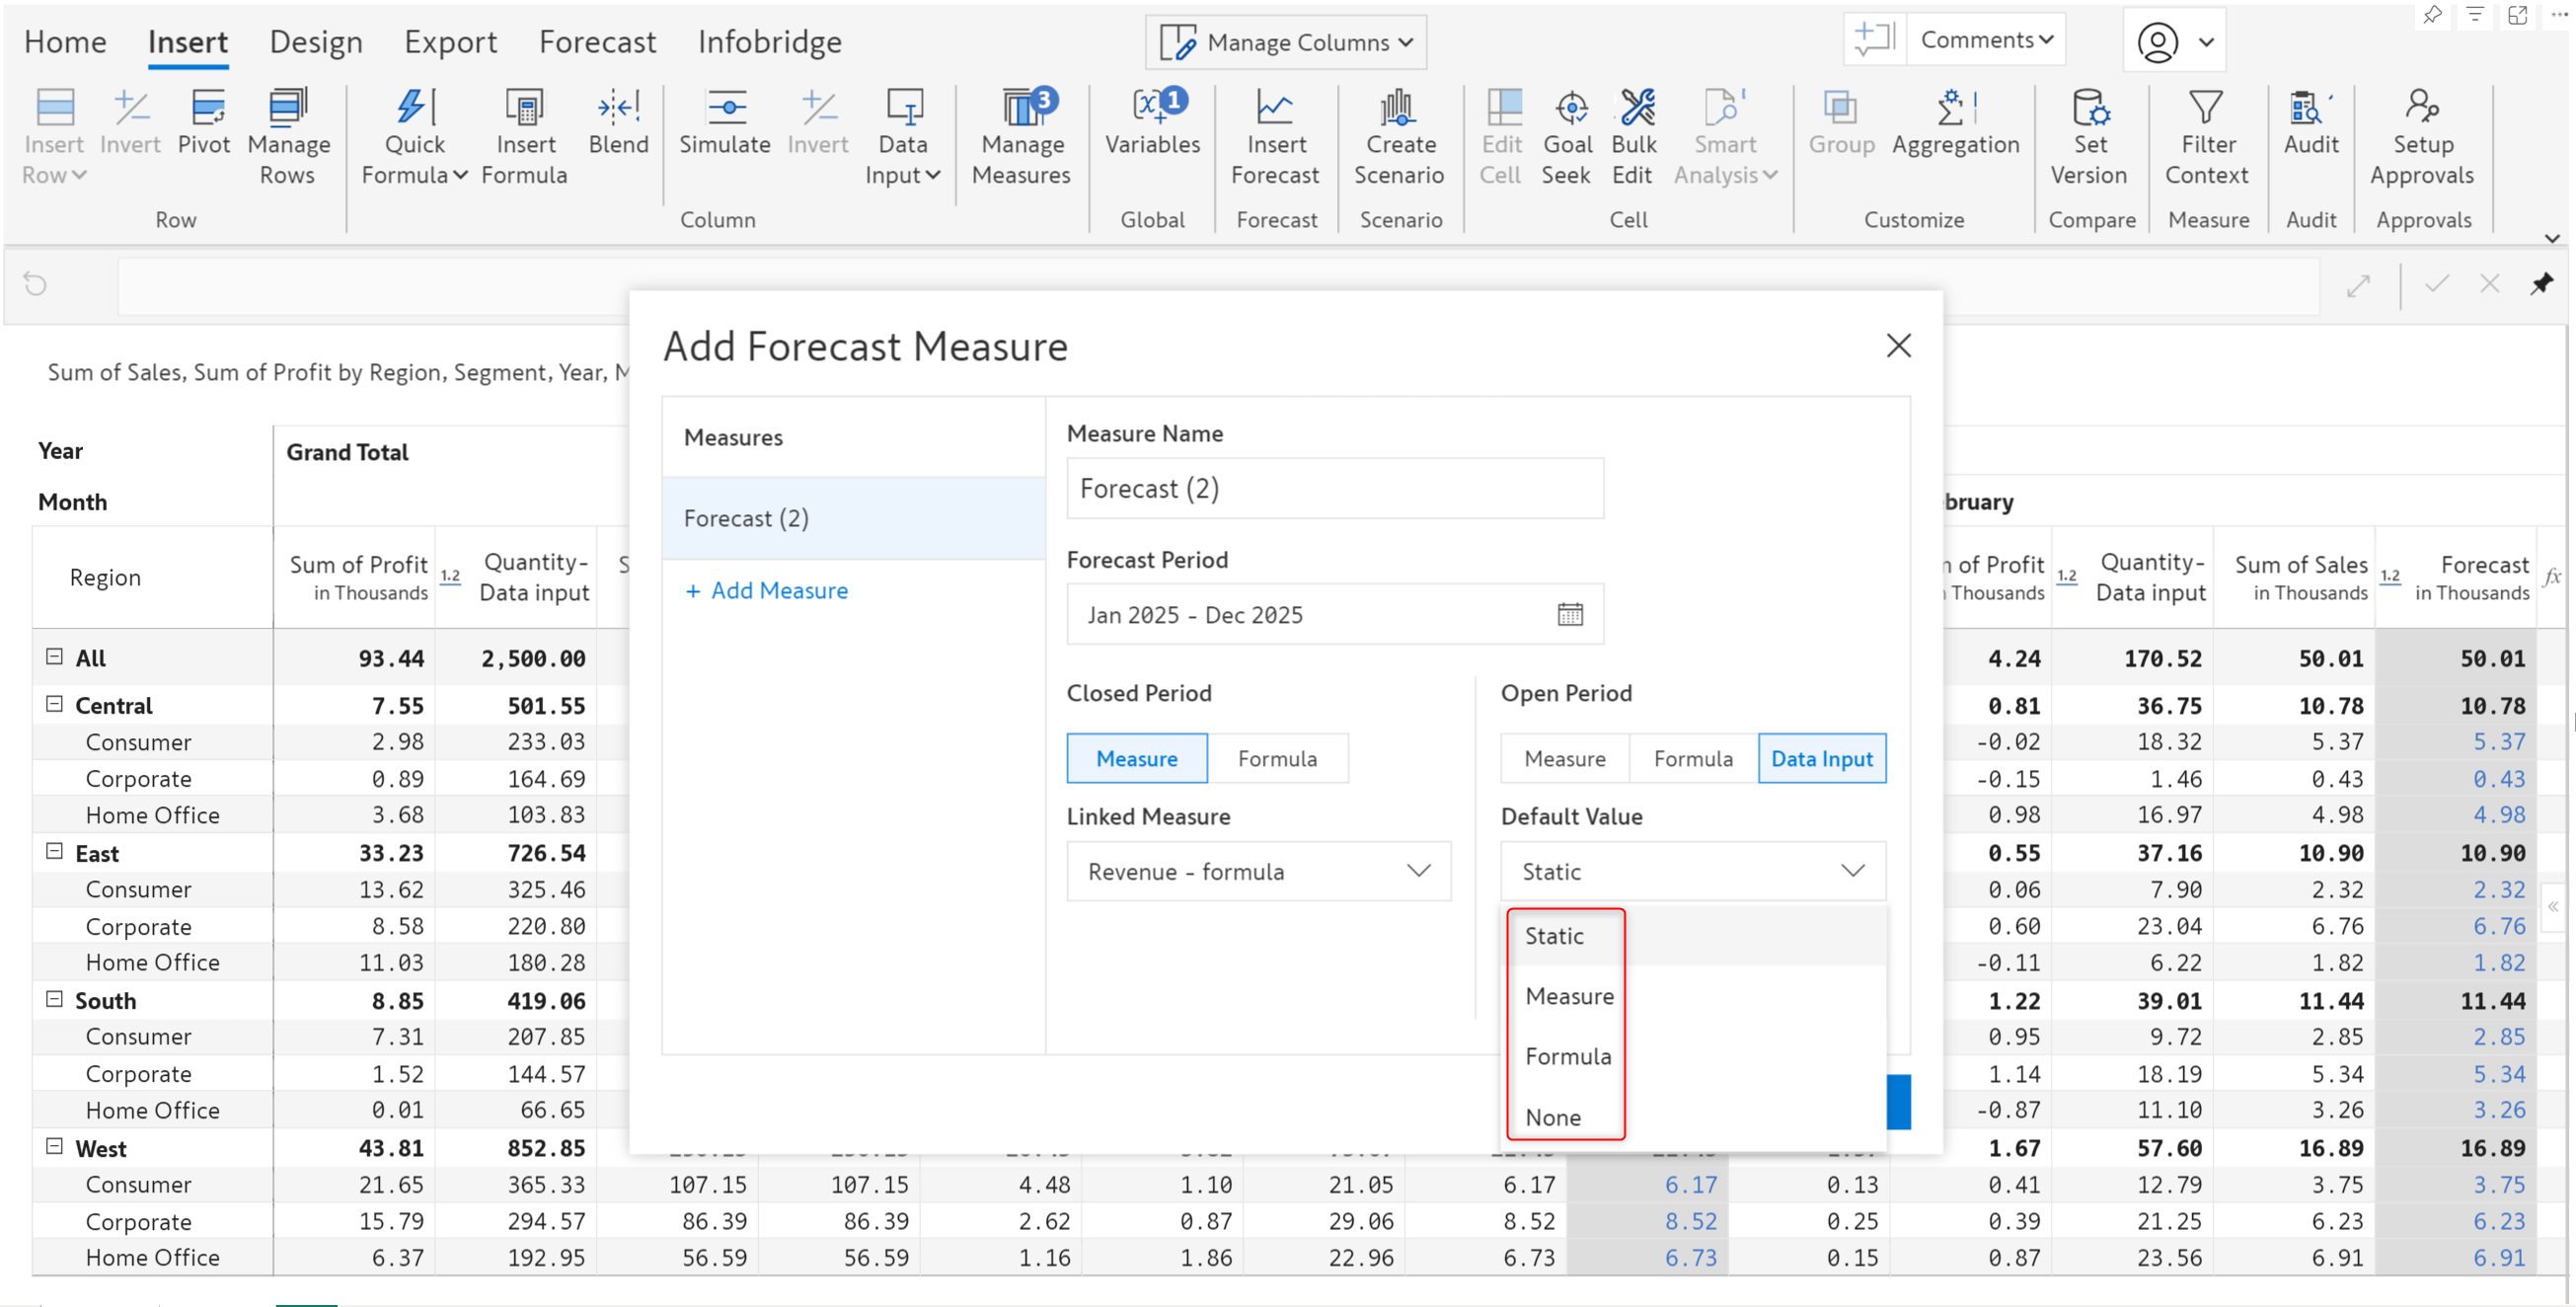 Home Insert Design Export Forecast Infobridge Manage Columns Comments
Insert Row Invert Pivot Manage Rows Quick Formula Insert Formula Blend Simulate Invert Data Input Manage Measures 3 Variables 1 Insert Forecast Create Scenario Edit Cell Goal Seek Bulk Edit Smart Analysis Group Aggregation Set Version Filter Context Audit Setup Approvals
Row Column Global Forecast Scenario Cell Customize Compare Measure Audit Approvals
Sum of Sales, Sum of Profit by Region, Segment, Year,
Add Forecast Measure
Measures
Forecast (2)
+ Add Measure
Measure Name
Forecast (2)
Forecast Period
Jan 2025 - Dec 2025
Closed Period
Measure Formula
Linked Measure
Revenue - formula
Open Period
Measure Formula Data Input
Default Value
Static
Static
Measure
Formula
None
Year Grand Total
Month bruary
Region Sum of Profit in Thousands 1.2 Quantity- Data input S of Profit Thousands 1.2 Quantity- Data input Sum of Sales in Thousands 1.2 Forecast in Thousands fx
All 93.44 2,500.00 4.24 170.52 50.01 50.01
Central 7.55 501.55 0.81 36.75 10.78 10.78
Consumer 2.98 233.03 -0.02 18.32 5.37 5.37
Corporate 0.89 164.69 -0.15 1.46 0.43 0.43
Home Office 3.68 103.83 0.98 16.97 4.98 4.98
East 33.23 726.54 0.55 37.16 10.90 10.90
Consumer 13.62 325.46 0.06 7.90 2.32 2.32
Corporate 8.58 220.80 0.60 23.04 6.76 6.76
Home Office 11.03 180.28 -0.11 6.22 1.82 1.82
South 8.85 419.06 1.22 39.01 11.44 11.44
Consumer 7.31 207.85 0.95 9.72 2.85 2.85
Corporate 1.52 144.57 1.14 18.19 5.34 5.34
Home Office 0.01 66.65 -0.87 11.10 3.26 3.26
West 43.81 852.85 1.67 57.60 16.89 16.89
Consumer 21.65 365.33 107.15 107.15 4.48 1.10 21.05 6.17 6.17 0.13 0.41 12.79 3.75 3.75
Corporate 15.79 294.57 86.39 86.39 2.62 0.87 29.06 8.52 8.52 0.25 0.39 21.25 6.23 6.23
Home Office 6.37 192.95 56.59 56.59 1.16 1.86 22.96 6.73 6.73 0.15 0.87 23.56 6.91 6.91